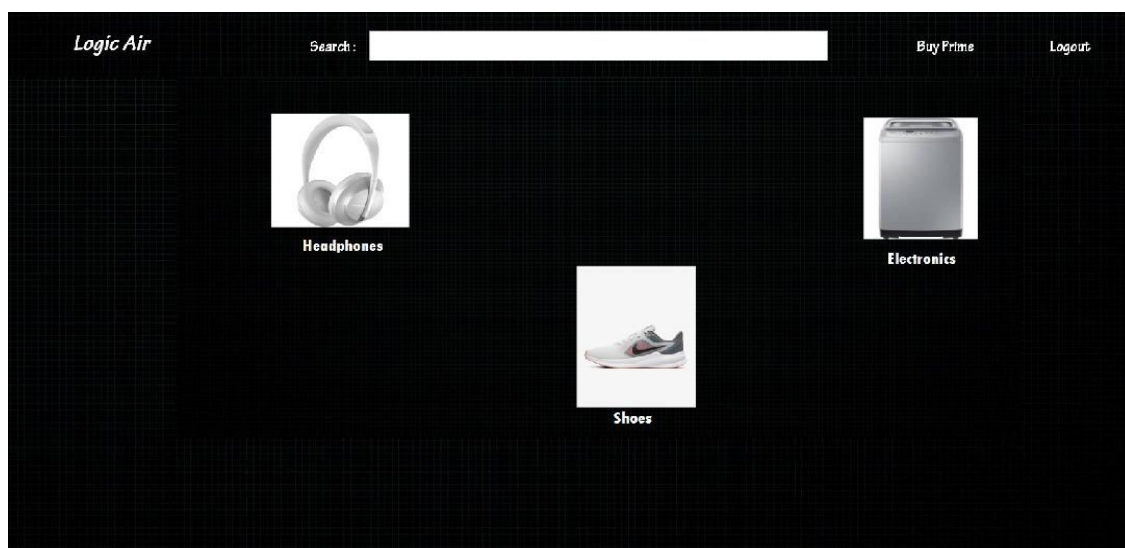 Logic Air
Search :
Buy Prime
Logout
Headphones
Electronics
Shoes